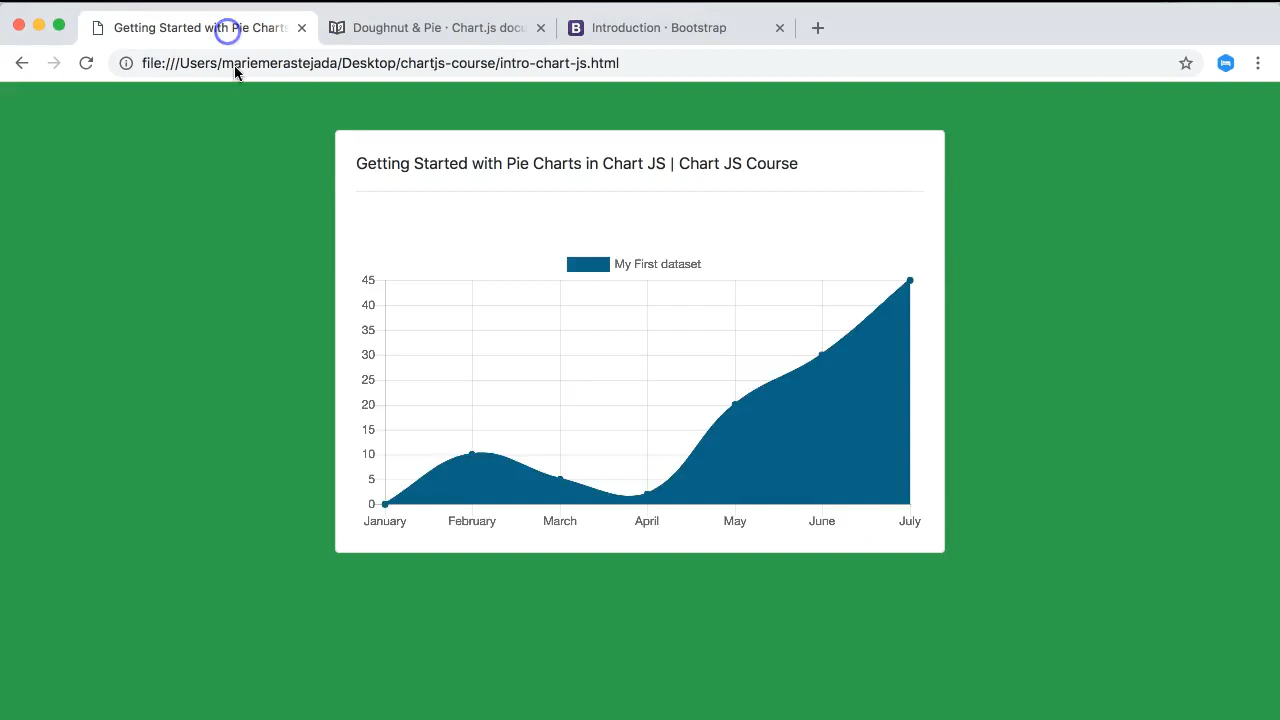 Getting Started with Pie Charts
Doughnut & Pie · Chart.js docu
Introduction · Bootstrap
file:///Users/mariemerastejada/Desktop/chartjs-course/intro-chart-js.html
Getting Started with Pie Charts in Chart JS | Chart JS Course
My First dataset
45
40
35
30
25
20
15
10
5
0
January February March April May June July